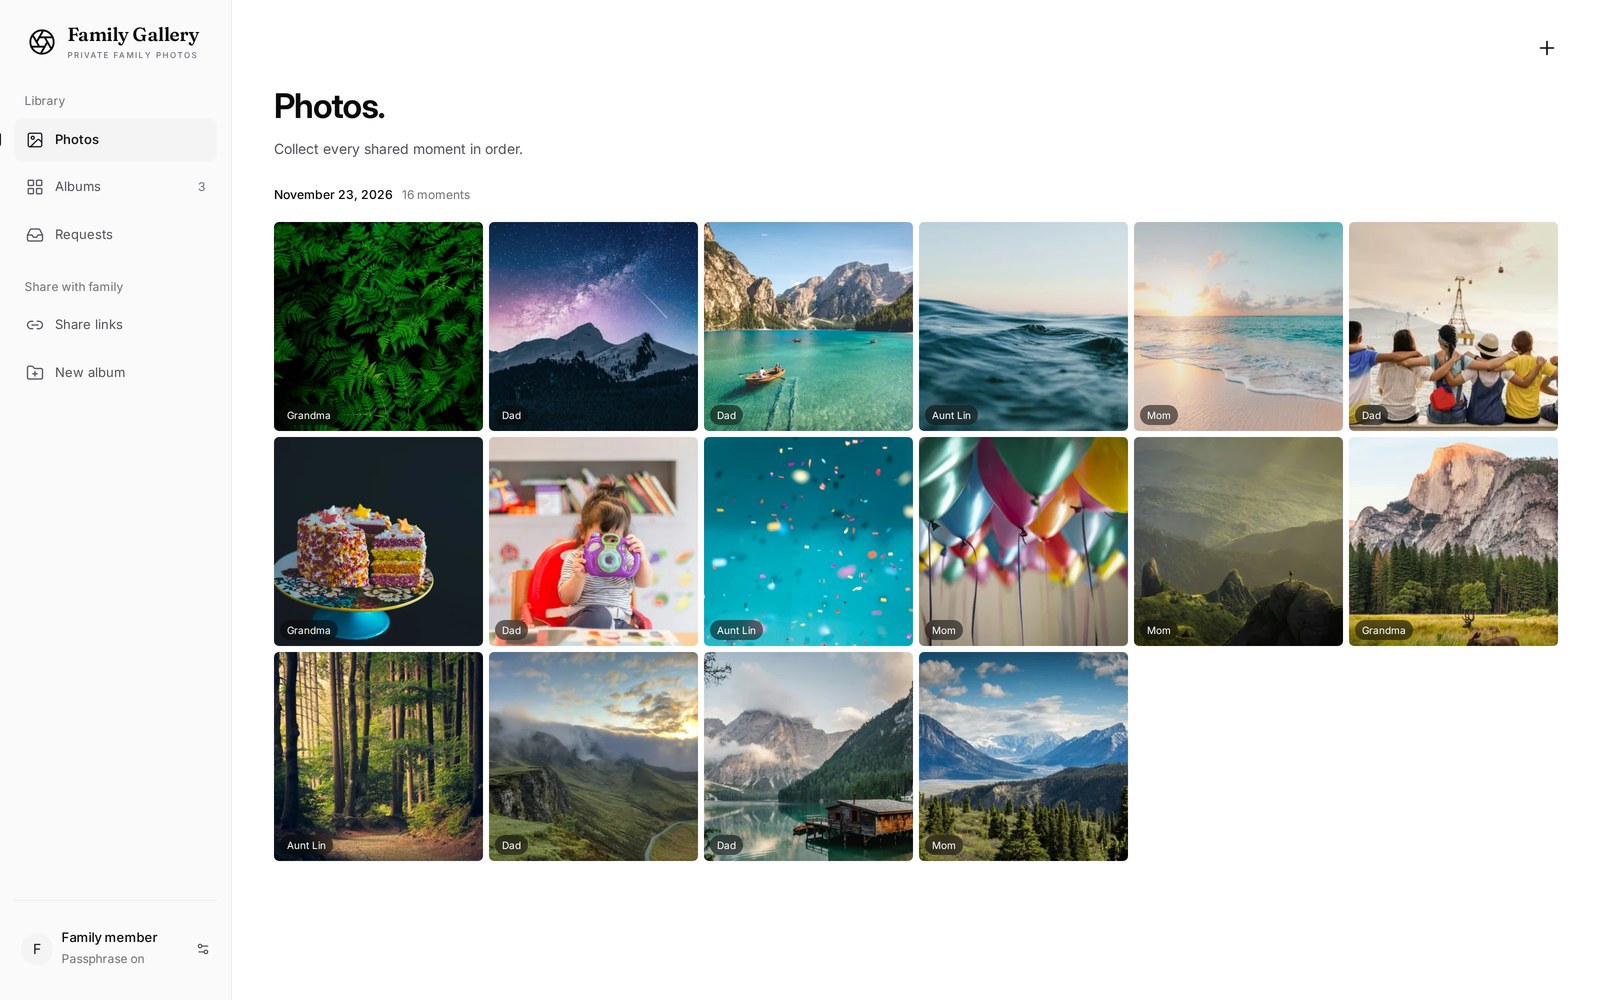 Family Gallery
PRIVATE FAMILY PHOTOS
Library
Photos
Albums 3
Requests
Share with family
Share links
New album
Family member
F
Passphrase on
Photos.
Collect every shared moment in order.
November 23, 2026 16 moments
Grandma
Dad
Dad
Aunt Lin
Mom
Dad
Grandma
Dad
Aunt Lin
Mom
Mom
Grandma
Aunt Lin
Dad
Dad
Mom